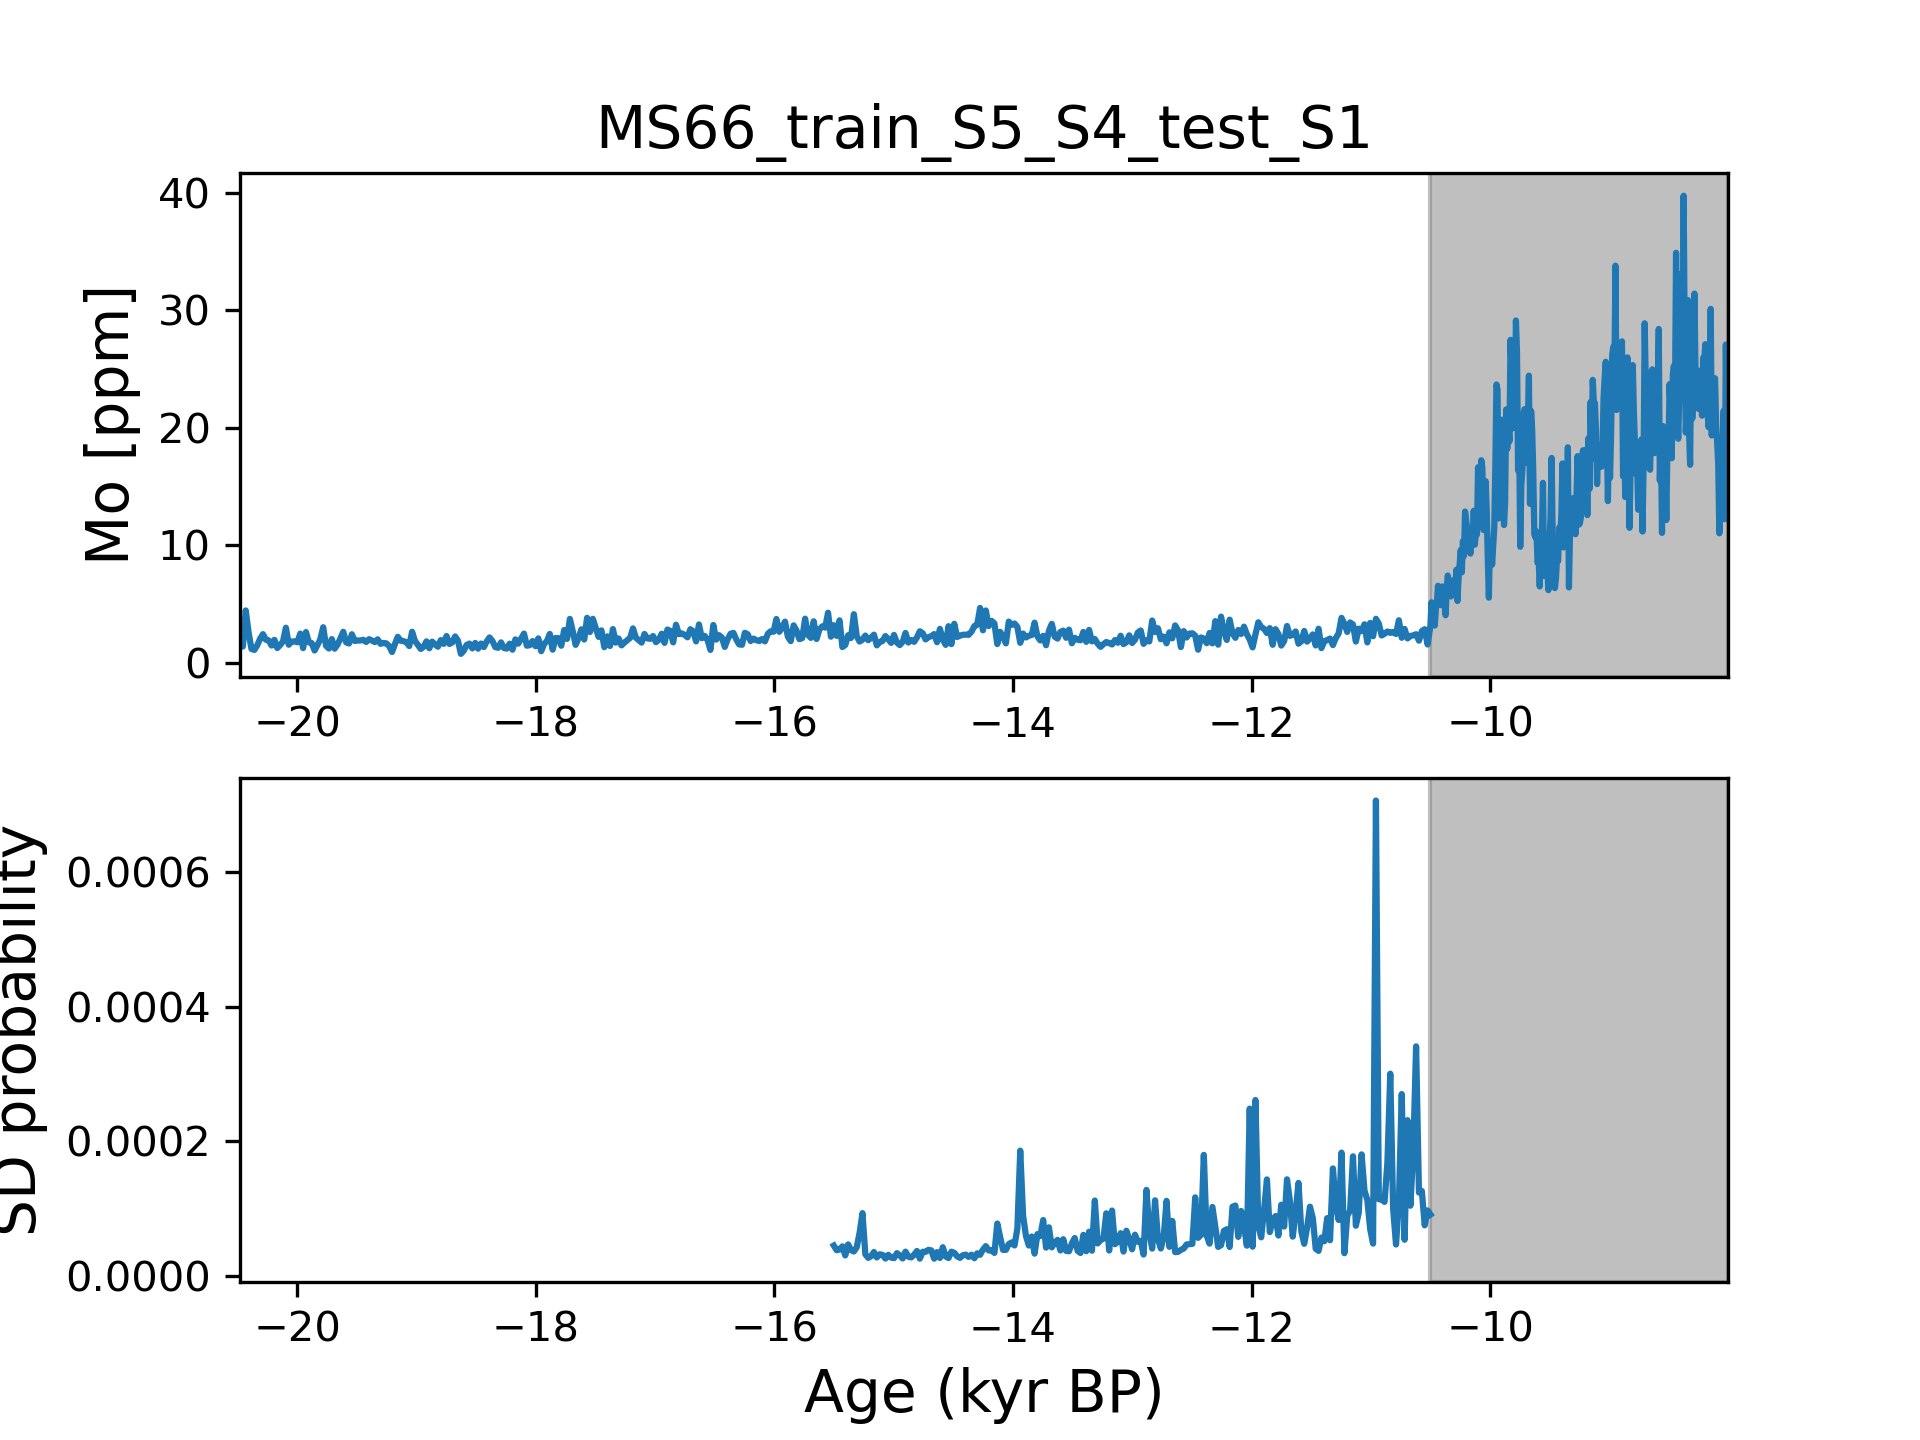 MS66_train_S5_S4_test_S1
Mo [ppm]
40
30
20
10
0
−20 −18 −16 −14 −12 −10
SD probability
0.0006
0.0004
0.0002
0.0000
−20 −18 −16 −14 −12 −10
Age (kyr BP)